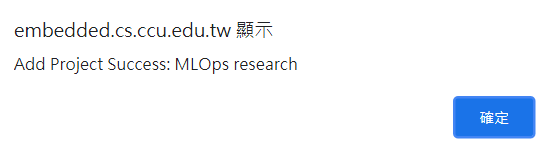 embedded.cs.ccu.edu.tw 顯示
Add Project Success: MLOps research
確定